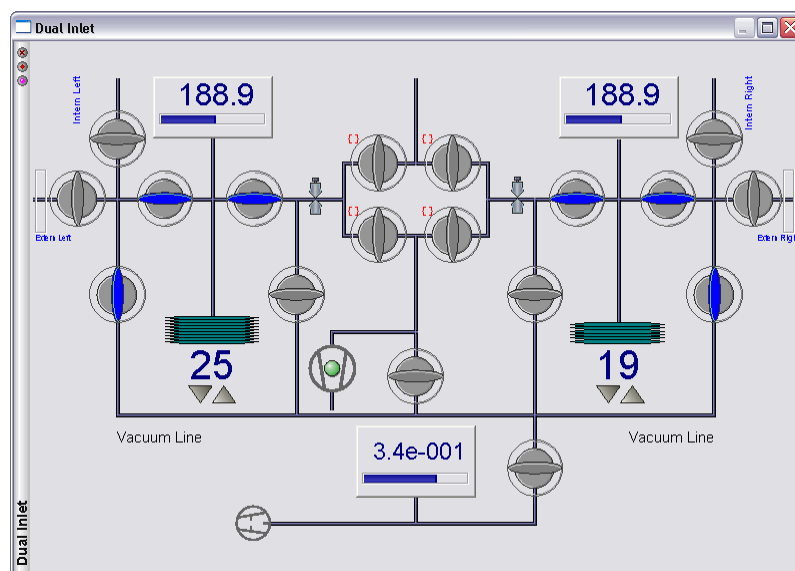 Dual Inlet
Intern Left
188.9
188.9
Intern Right
Extern Left
Extern Righ
25
19
Vacuum Line
Vacuum Line
3.4e-001
Dual Inlet